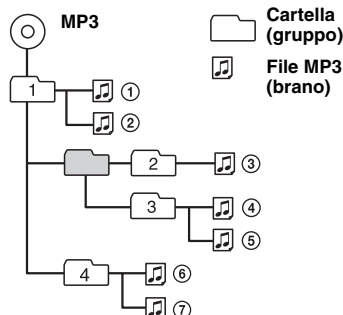 MP3
Cartella
(gruppo)
File MP3
(brano)
1
①
②
2
③
3
④
⑤
4
⑥
⑦